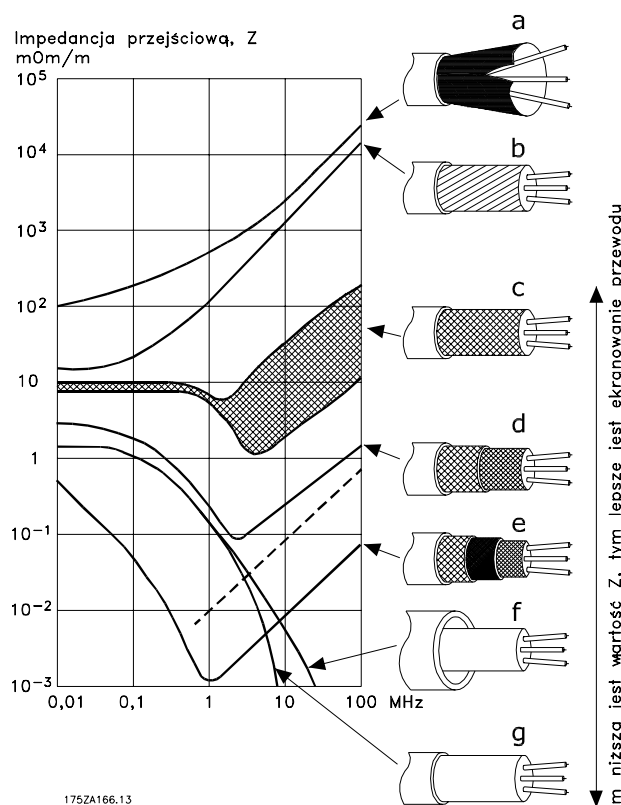 Impedancja przejściową, Z
mOm/m
10⁵
10⁴
10³
10²
10
1
10⁻¹
10⁻²
10⁻³
0,01
0,1
1
10
100
MHz
a
b
c
d
e
f
g
m niższa jest wartość Z, tym lepsze jest ekranowanie przewodu
175ZA166.13